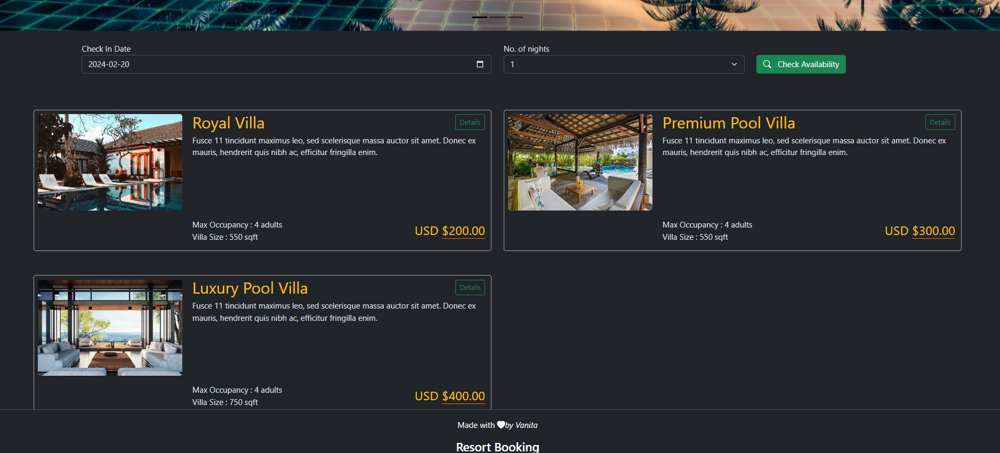 Check In Date
2024-02-20
No. of nights
1
Check Availability
Royal Villa
Details
Fusce 11 tincidunt maximus leo, sed scelerisque massa auctor sit amet. Donec ex
mauris, hendrerit quis nibh ac, efficitur fringilla enim.
Max Occupancy : 4 adults
Villa Size : 550 sqft
USD $200.00
Premium Pool Villa
Details
Fusce 11 tincidunt maximus leo, sed scelerisque massa auctor sit amet. Donec ex
mauris, hendrerit quis nibh ac, efficitur fringilla enim.
Max Occupancy : 4 adults
Villa Size : 550 sqft
USD $300.00
Luxury Pool Villa
Details
Fusce 11 tincidunt maximus leo, sed scelerisque massa auctor sit amet. Donec ex
mauris, hendrerit quis nibh ac, efficitur fringilla enim.
Max Occupancy : 4 adults
Villa Size : 750 sqft
USD $400.00
Made with by Vanita
Resort Booking